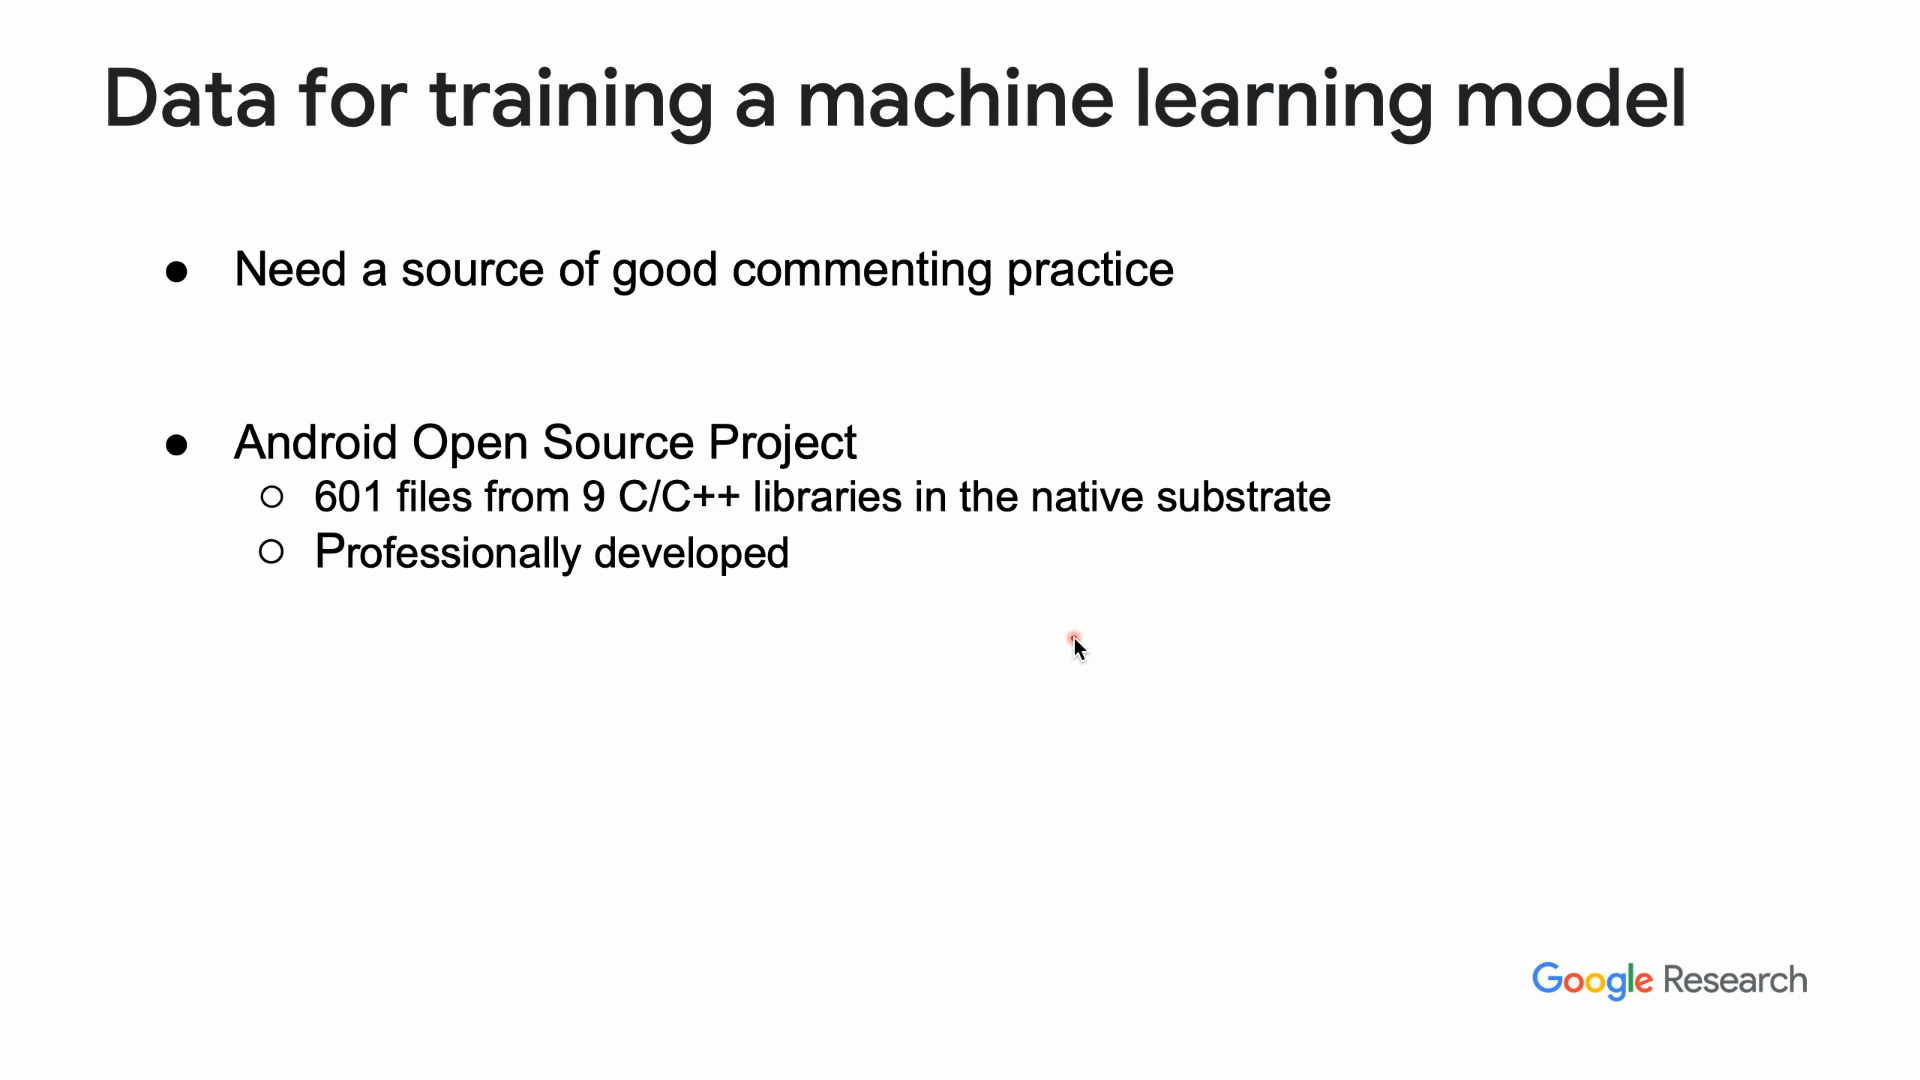 Data for training a machine learning model
● Need a source of good commenting practice
● Android Open Source Project
○ 601 files from 9 C/C++ libraries in the native substrate
○ Professionally developed
Google Research